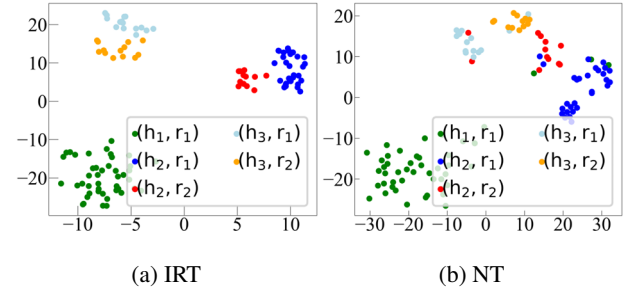 30
20
10
0
−10
−20
(h1, r1)
(h2, r1)
(h2, r2)
(h3, r1)
(h3, r2)
−10 −5 0 5 10
(a) IRT
20
10
0
−10
−20
(h1, r1)
(h2, r1)
(h2, r2)
(h3, r1)
(h3, r2)
−30 −20 −10 0 10 20 30
(b) NT